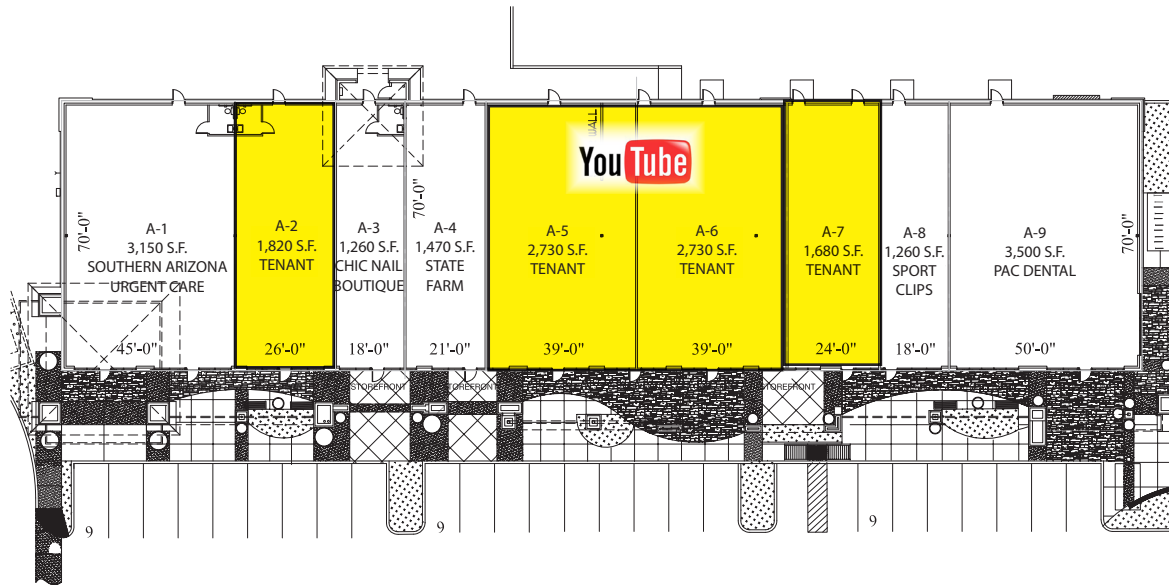 WALL
YouTube
70'-0"
A-1
3,150 S.F.
SOUTHERN ARIZONA
URGENT CARE
A-2
1,820 S.F.
TENANT
A-3
1,260 S.F.
CHIC NAIL
BOUTIQUE
70'-0"
A-4
1,470 S.F.
STATE
FARM
A-5
2,730 S.F.
TENANT
A-6
2,730 S.F.
TENANT
A-7
1,680 S.F.
TENANT
A-8
1,260 S.F.
SPORT
CLIPS
A-9
3,500 S.F.
PAC DENTAL
70'-0"
45'-0"
26'-0"
18'-0"
21'-0"
39'-0"
39'-0"
24'-0"
18'-0"
50'-0"
STOREFRONT
STOREFRONT
STOREFRONT
9
9
9